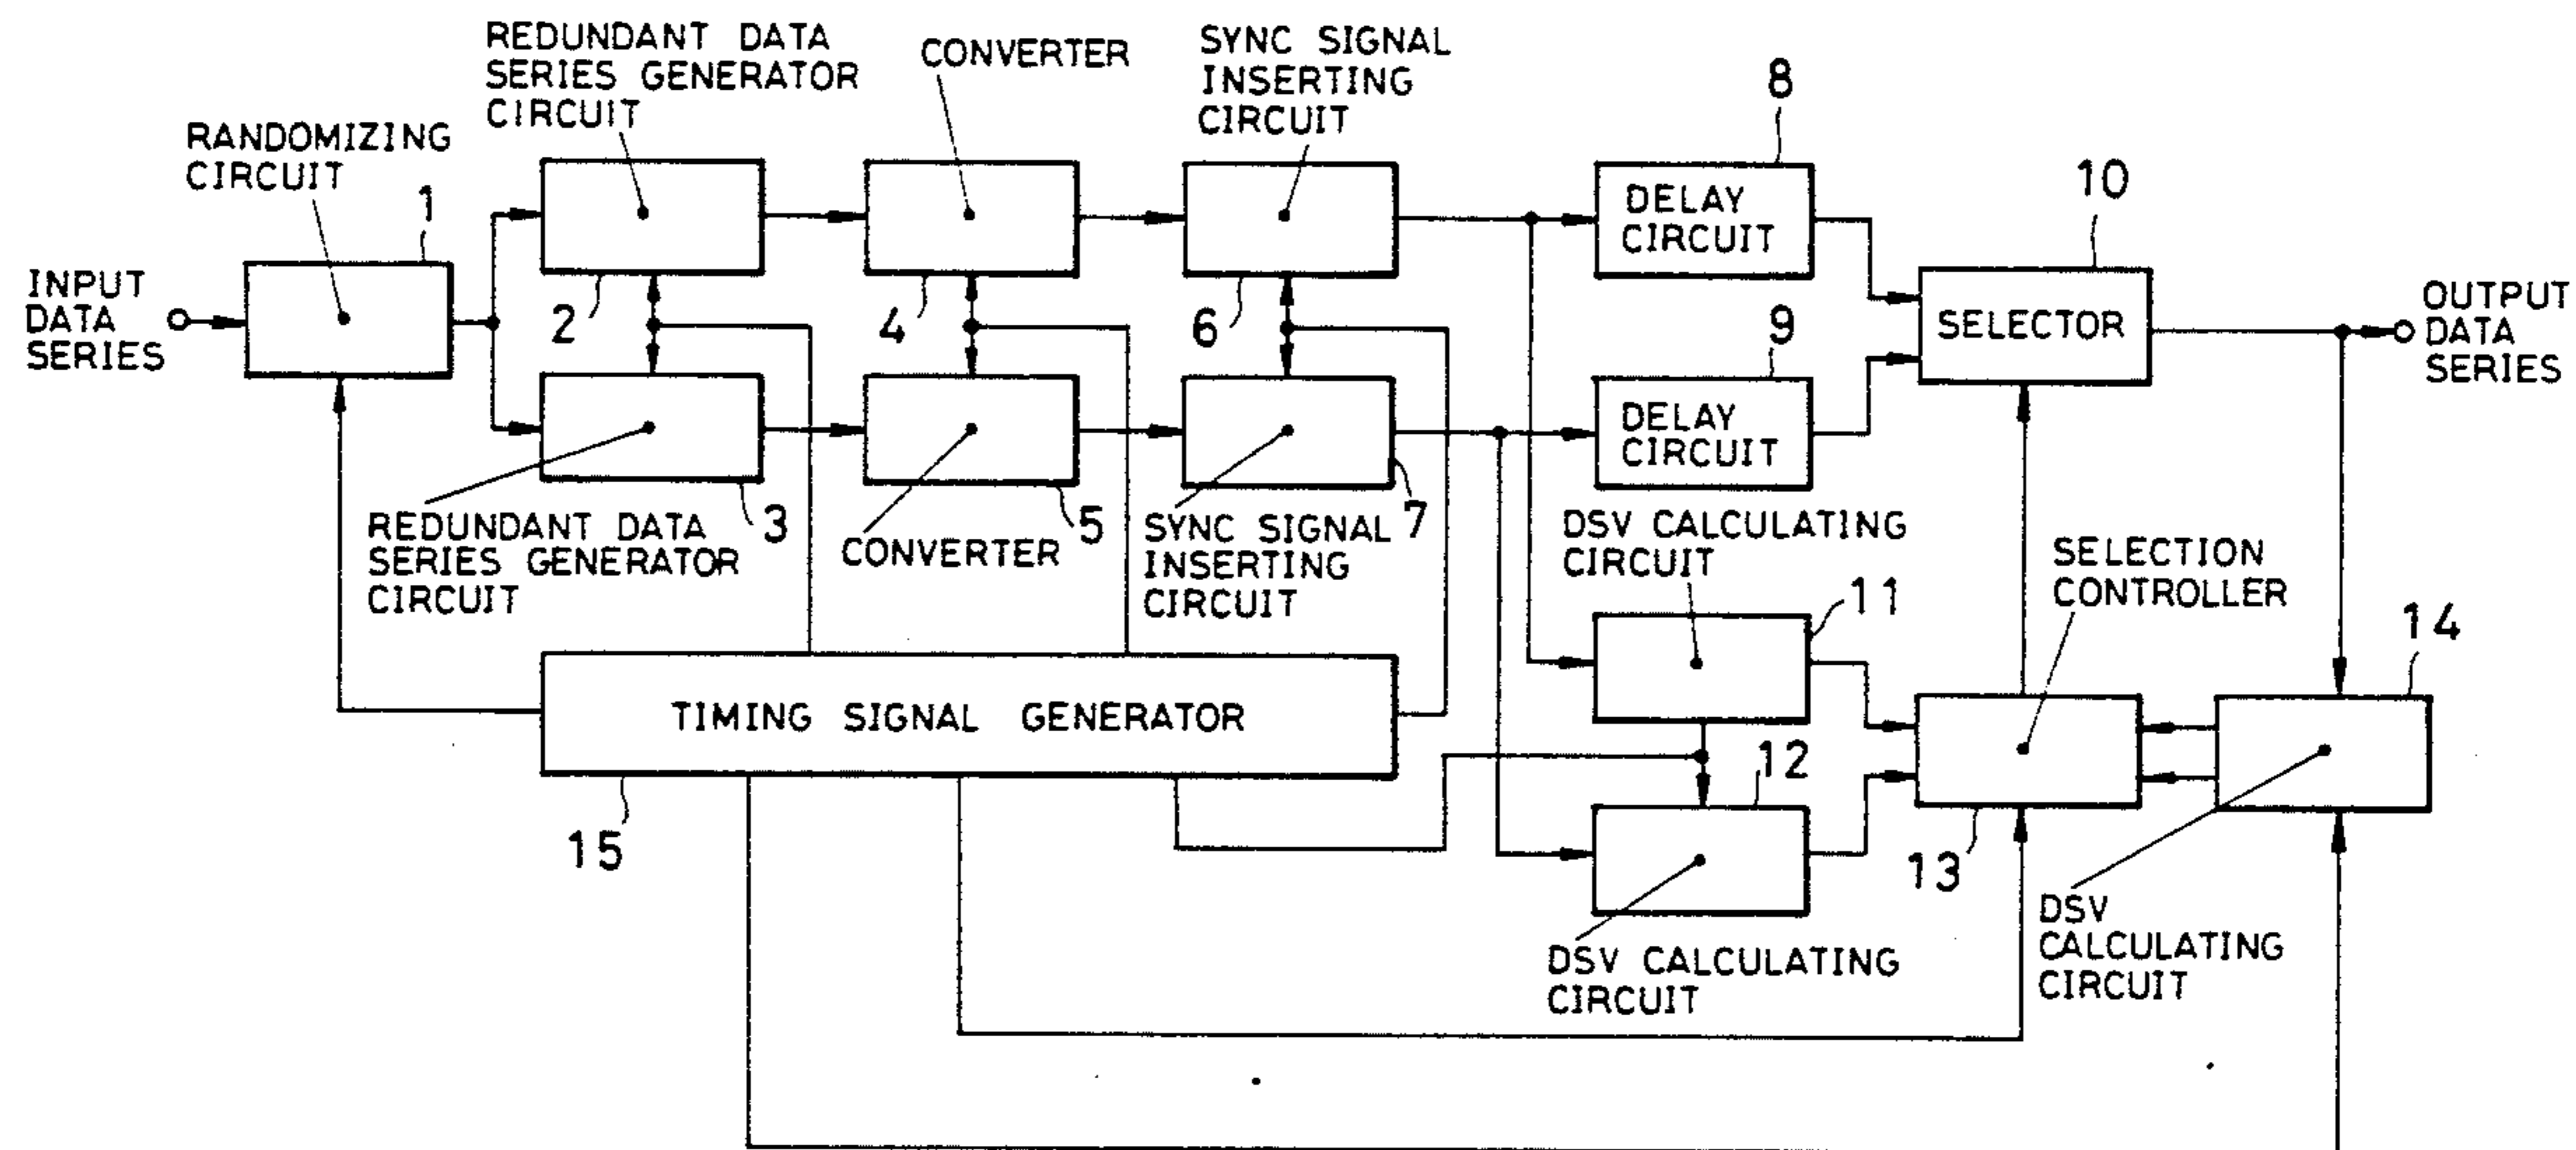 REDUNDANT DATA
SERIES GENERATOR
CIRCUIT
CONVERTER
SYNC SIGNAL
INSERTING
CIRCUIT
8
RANDOMIZING
CIRCUIT
1
10
DELAY
CIRCUIT
INPUT
DATA
SERIES
2
4
6
9
SELECTOR
OUTPUT
DATA
SERIES
DELAY
CIRCUIT
REDUNDANT DATA
SERIES GENERATOR
CIRCUIT
3
CONVERTER
5
SYNC SIGNAL
INSERTING
CIRCUIT
7
DSV CALCULATING
CIRCUIT
11
SELECTION
CONTROLLER
14
TIMING SIGNAL GENERATOR
12
15
13
DSV CALCULATING
CIRCUIT
DSV
CALCULATING
CIRCUIT